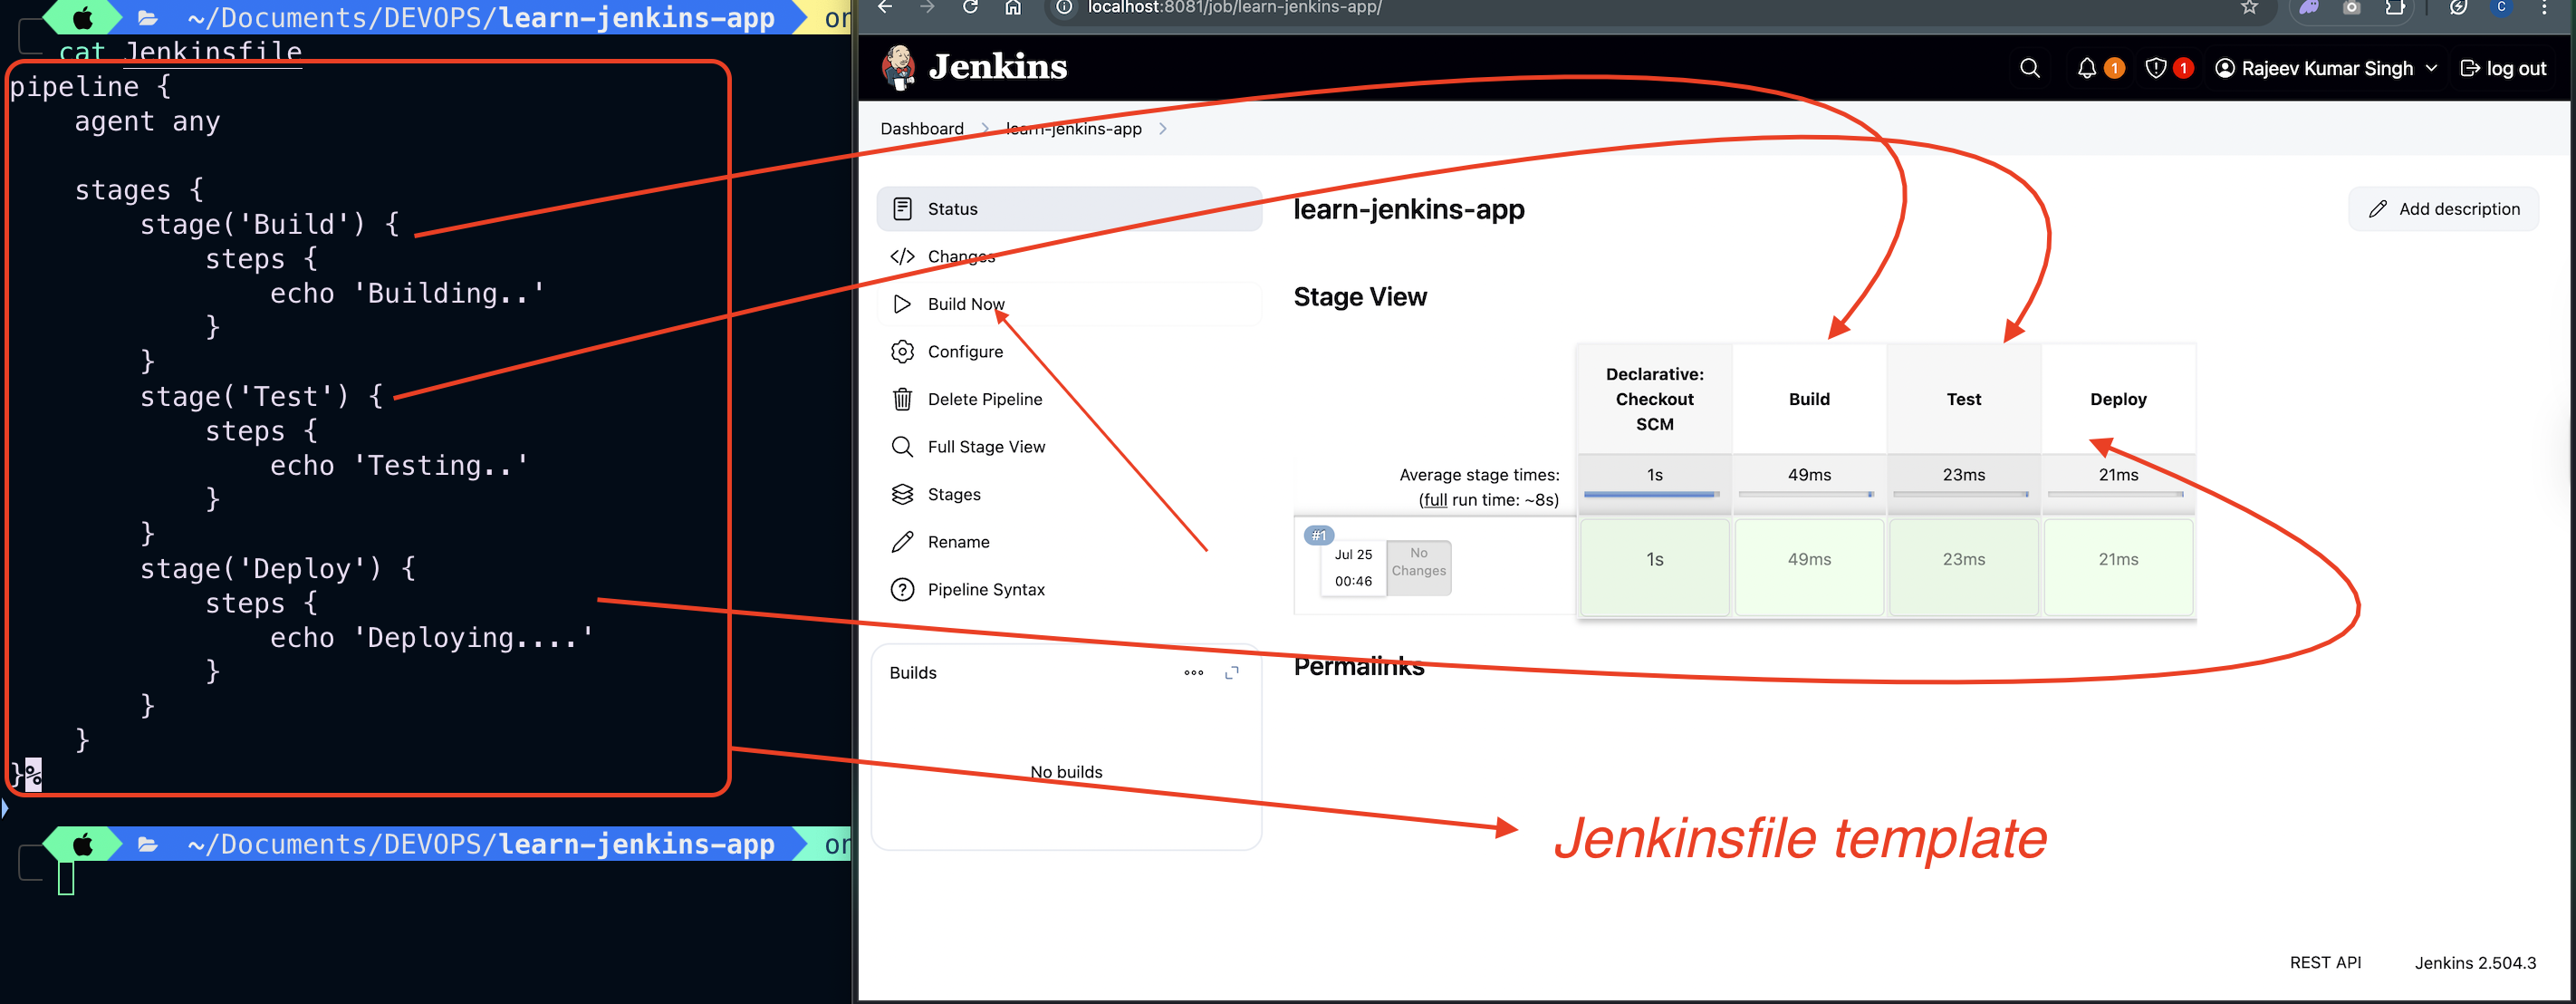 ~/Documents/DEVOPS/learn-jenkins-app on
cat Jenkinsfile
pipeline {
    agent any

    stages {
        stage('Build') {
            steps {
                echo 'Building..'
            }
        }
        stage('Test') {
            steps {
                echo 'Testing..'
            }
        }
        stage('Deploy') {
            steps {
                echo 'Deploying....'
            }
        }
    }
}%
~/Documents/DEVOPS/learn-jenkins-app or
localhost:8081/job/learn-jenkins-app/
C
Jenkins
1
1
Rajeev Kumar Singh
log out
Dashboard
learn-jenkins-app
Status
Changes
Build Now
Configure
Delete Pipeline
Full Stage View
Stages
Rename
Pipeline Syntax
Builds
No builds
learn-jenkins-app
Add description
Stage View
Declarative:
Checkout
SCM
Build
Test
Deploy
Average stage times:
(full run time: ~8s)
1s
49ms
23ms
21ms
#1
Jul 25
00:46
No
Changes
1s
49ms
23ms
21ms
Permalinks
Jenkinsfile template
REST API
Jenkins 2.504.3